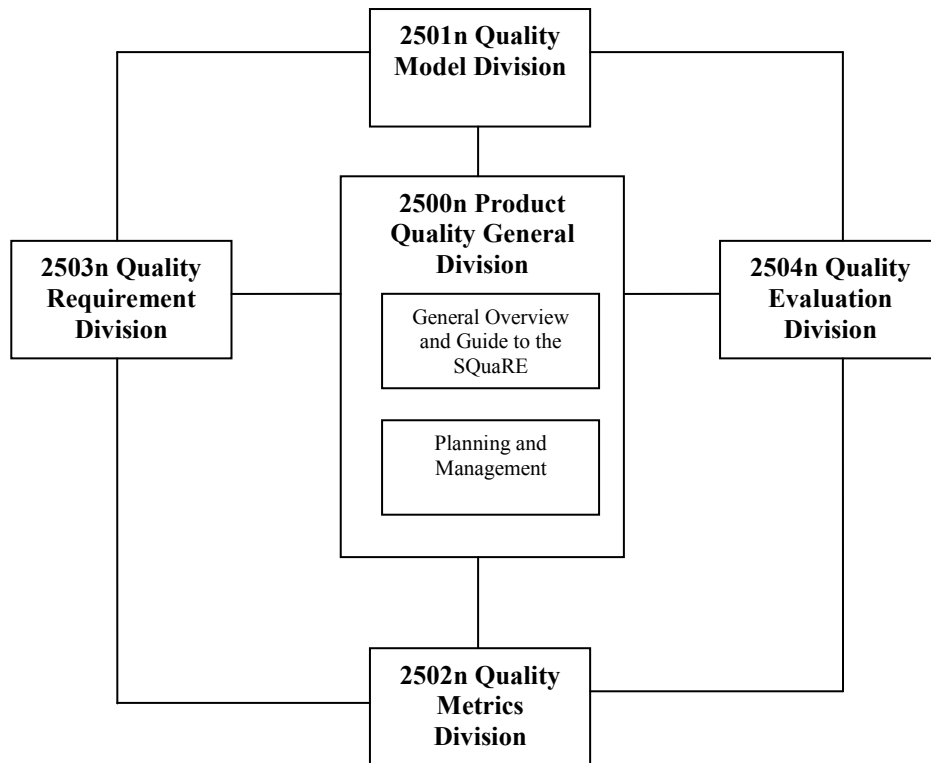 2501n Quality
Model Division
2500n Product
Quality General
Division
2503n Quality
Requirement
Division
2504n Quality
Evaluation
Division
General Overview
and Guide to the
SQuaRE
Planning and
Management
2502n Quality
Metrics
Division